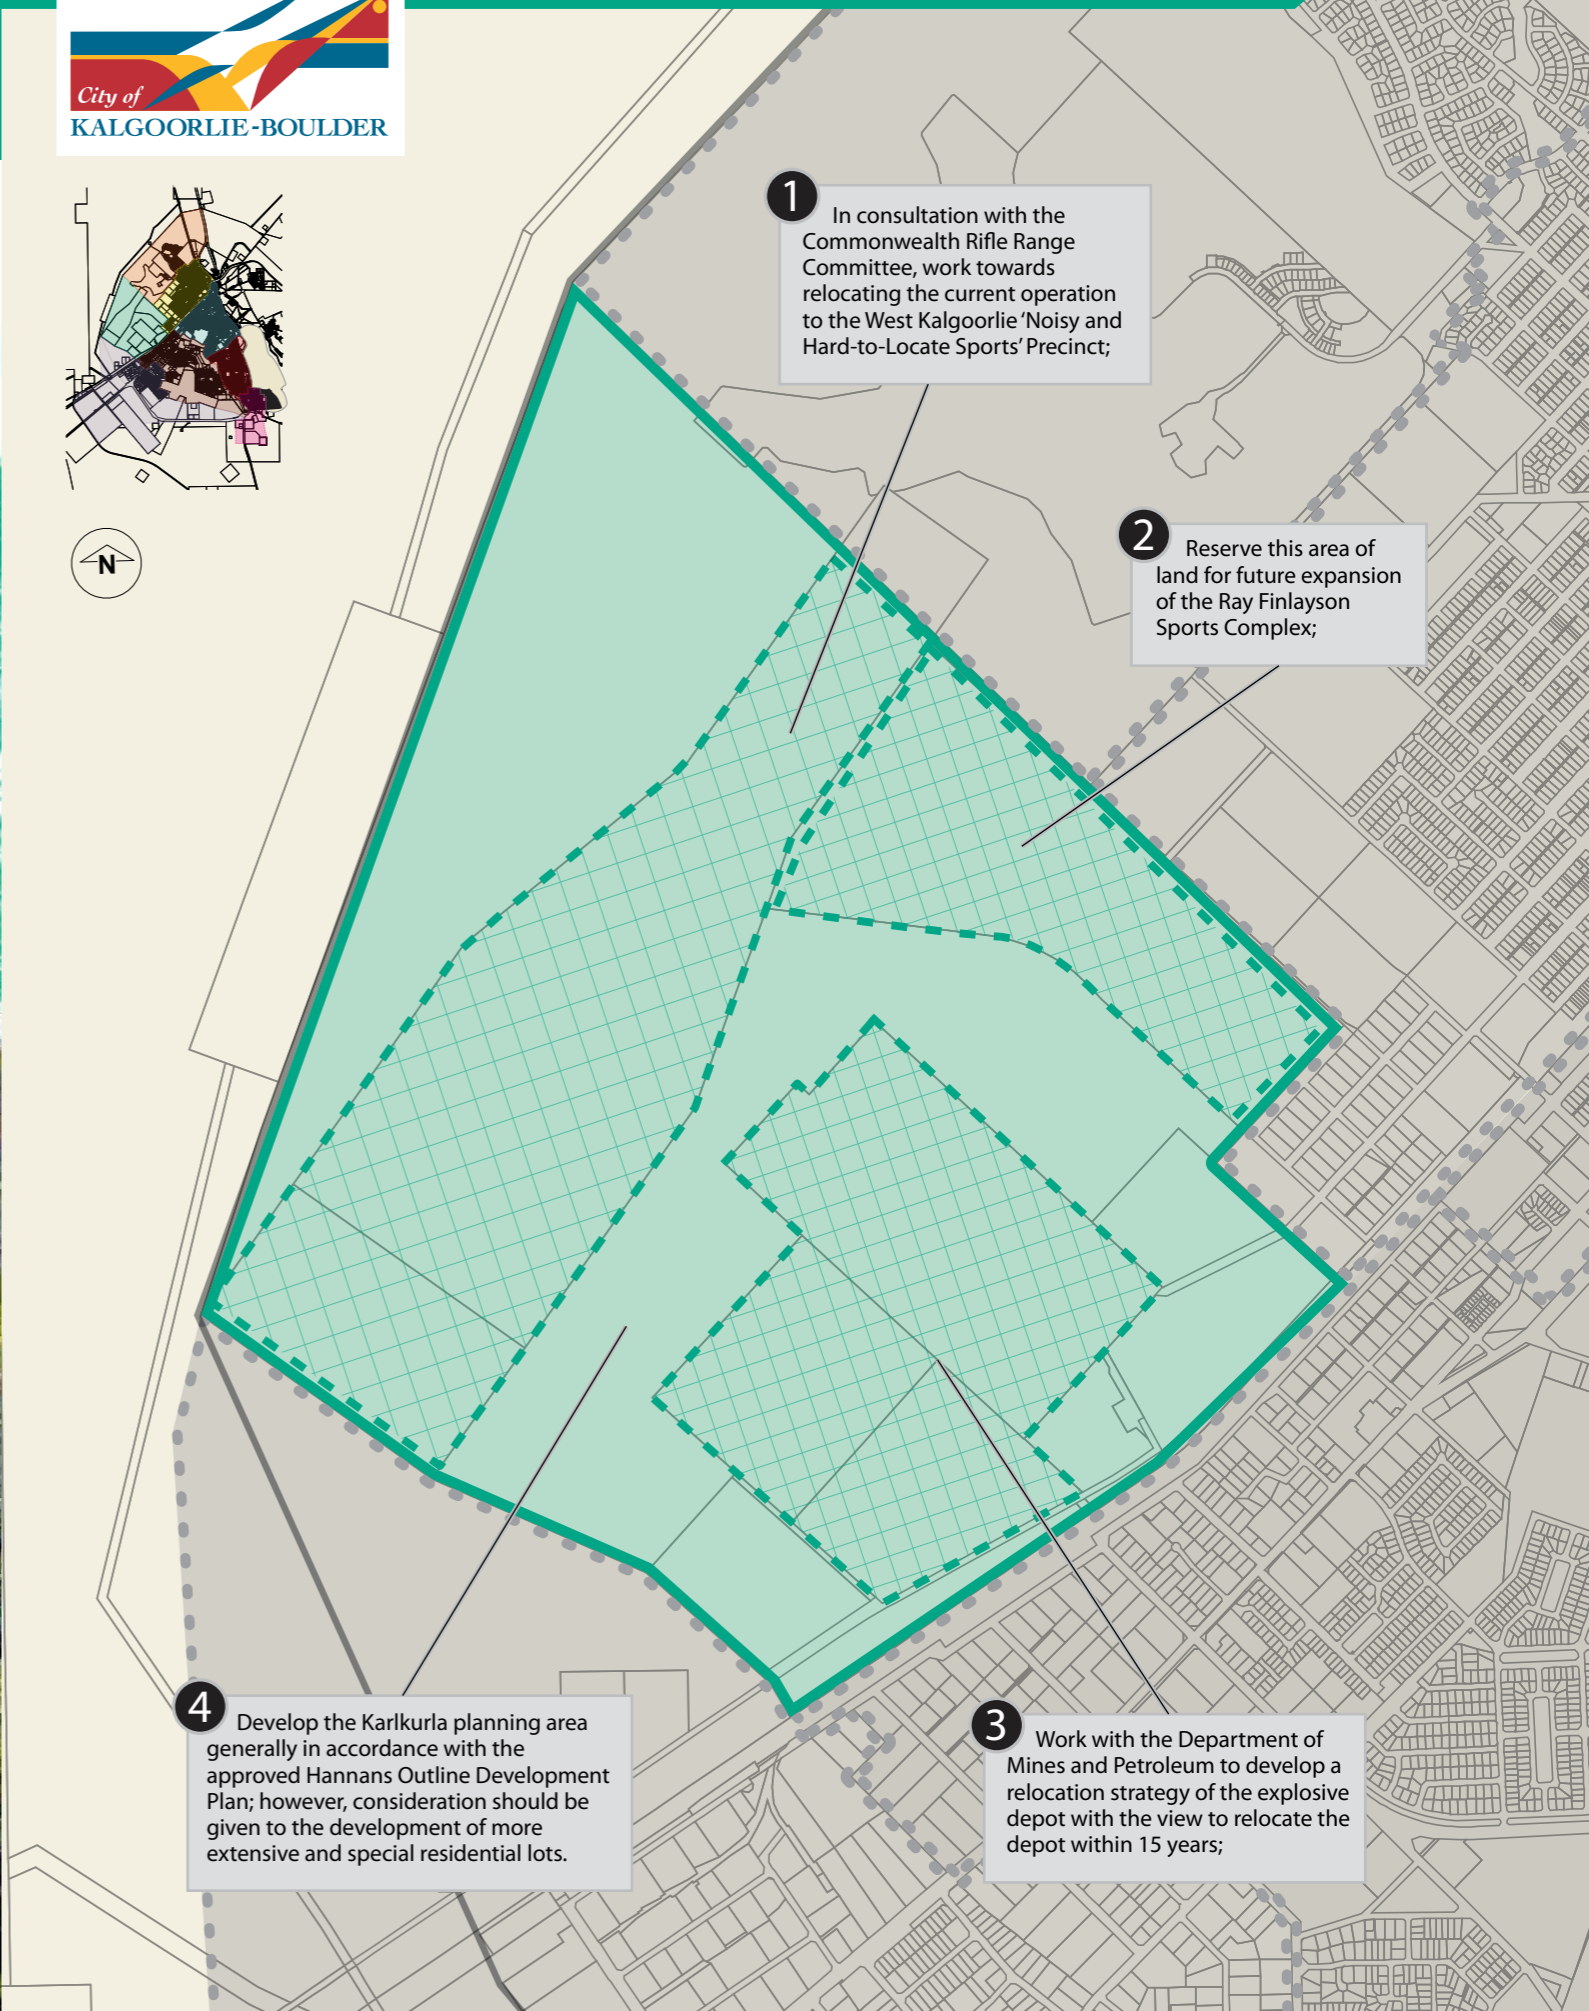 City of
KALGOORLIE-BOULDER
N
1
In consultation with the
Commonwealth Rifle Range
Committee, work towards
relocating the current operation
to the West Kalgoorlie ‘Noisy and
Hard-to-Locate Sports’ Precinct;
2
Reserve this area of
land for future expansion
of the Ray Finlayson
Sports Complex;
4
Develop the Karlkurla planning area
generally in accordance with the
approved Hannans Outline Development
Plan; however, consideration should be
given to the development of more
extensive and special residential lots.
3
Work with the Department of
Mines and Petroleum to develop a
relocation strategy of the explosive
depot with the view to relocate the
depot within 15 years;